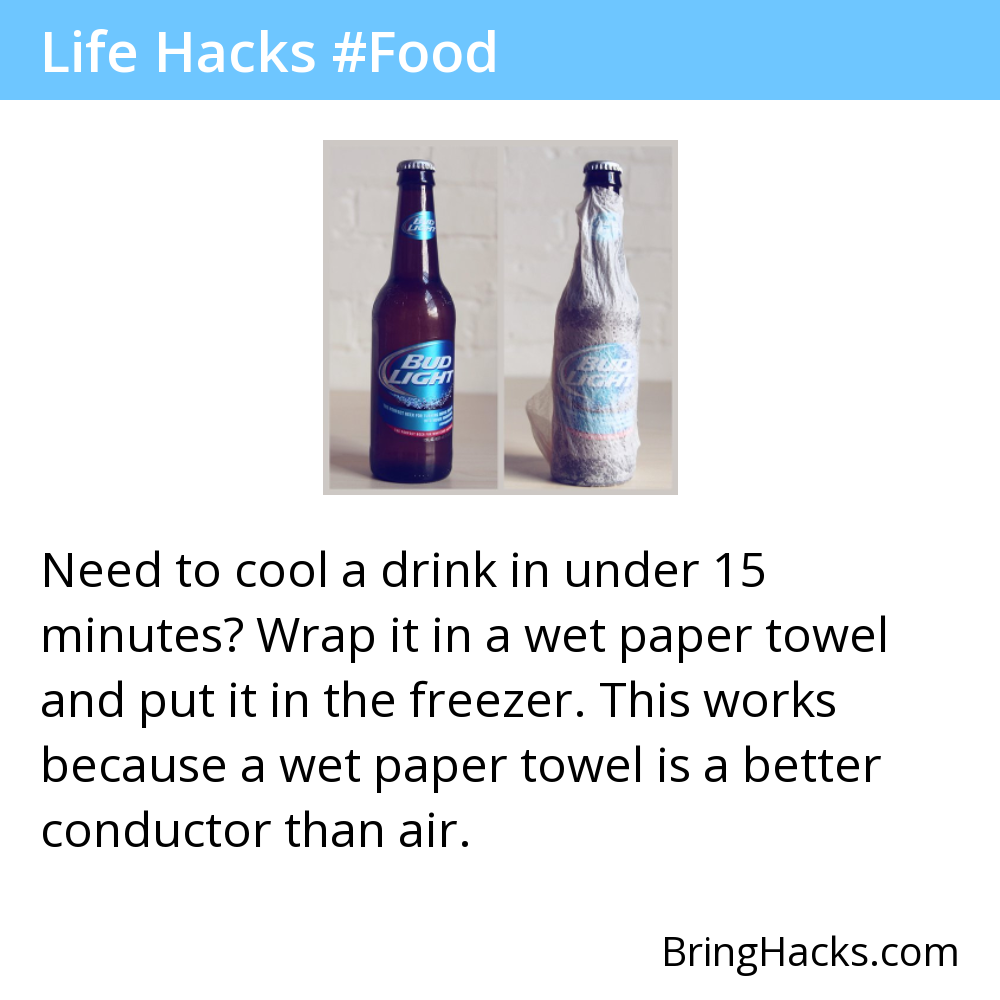 Life Hacks #Food
BUD
LIGHT
BUD
LIGHT
BUD
LIGHT
Need to cool a drink in under 15
minutes? Wrap it in a wet paper towel
and put it in the freezer. This works
because a wet paper towel is a better
conductor than air.
BringHacks.com